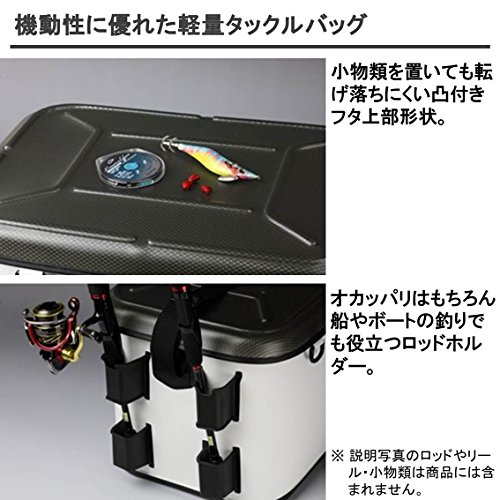 機動性に優れた軽量タックルバッグ
小物類を置いても転
げ落ちにくい凸付き
フタ上部形状。
オカッパリはもちろん
船やボートの釣りで
も役立つロッドホル
ダー。
※ 説明写真のロッドやリー
ル・小物類は商品には含
まれません。